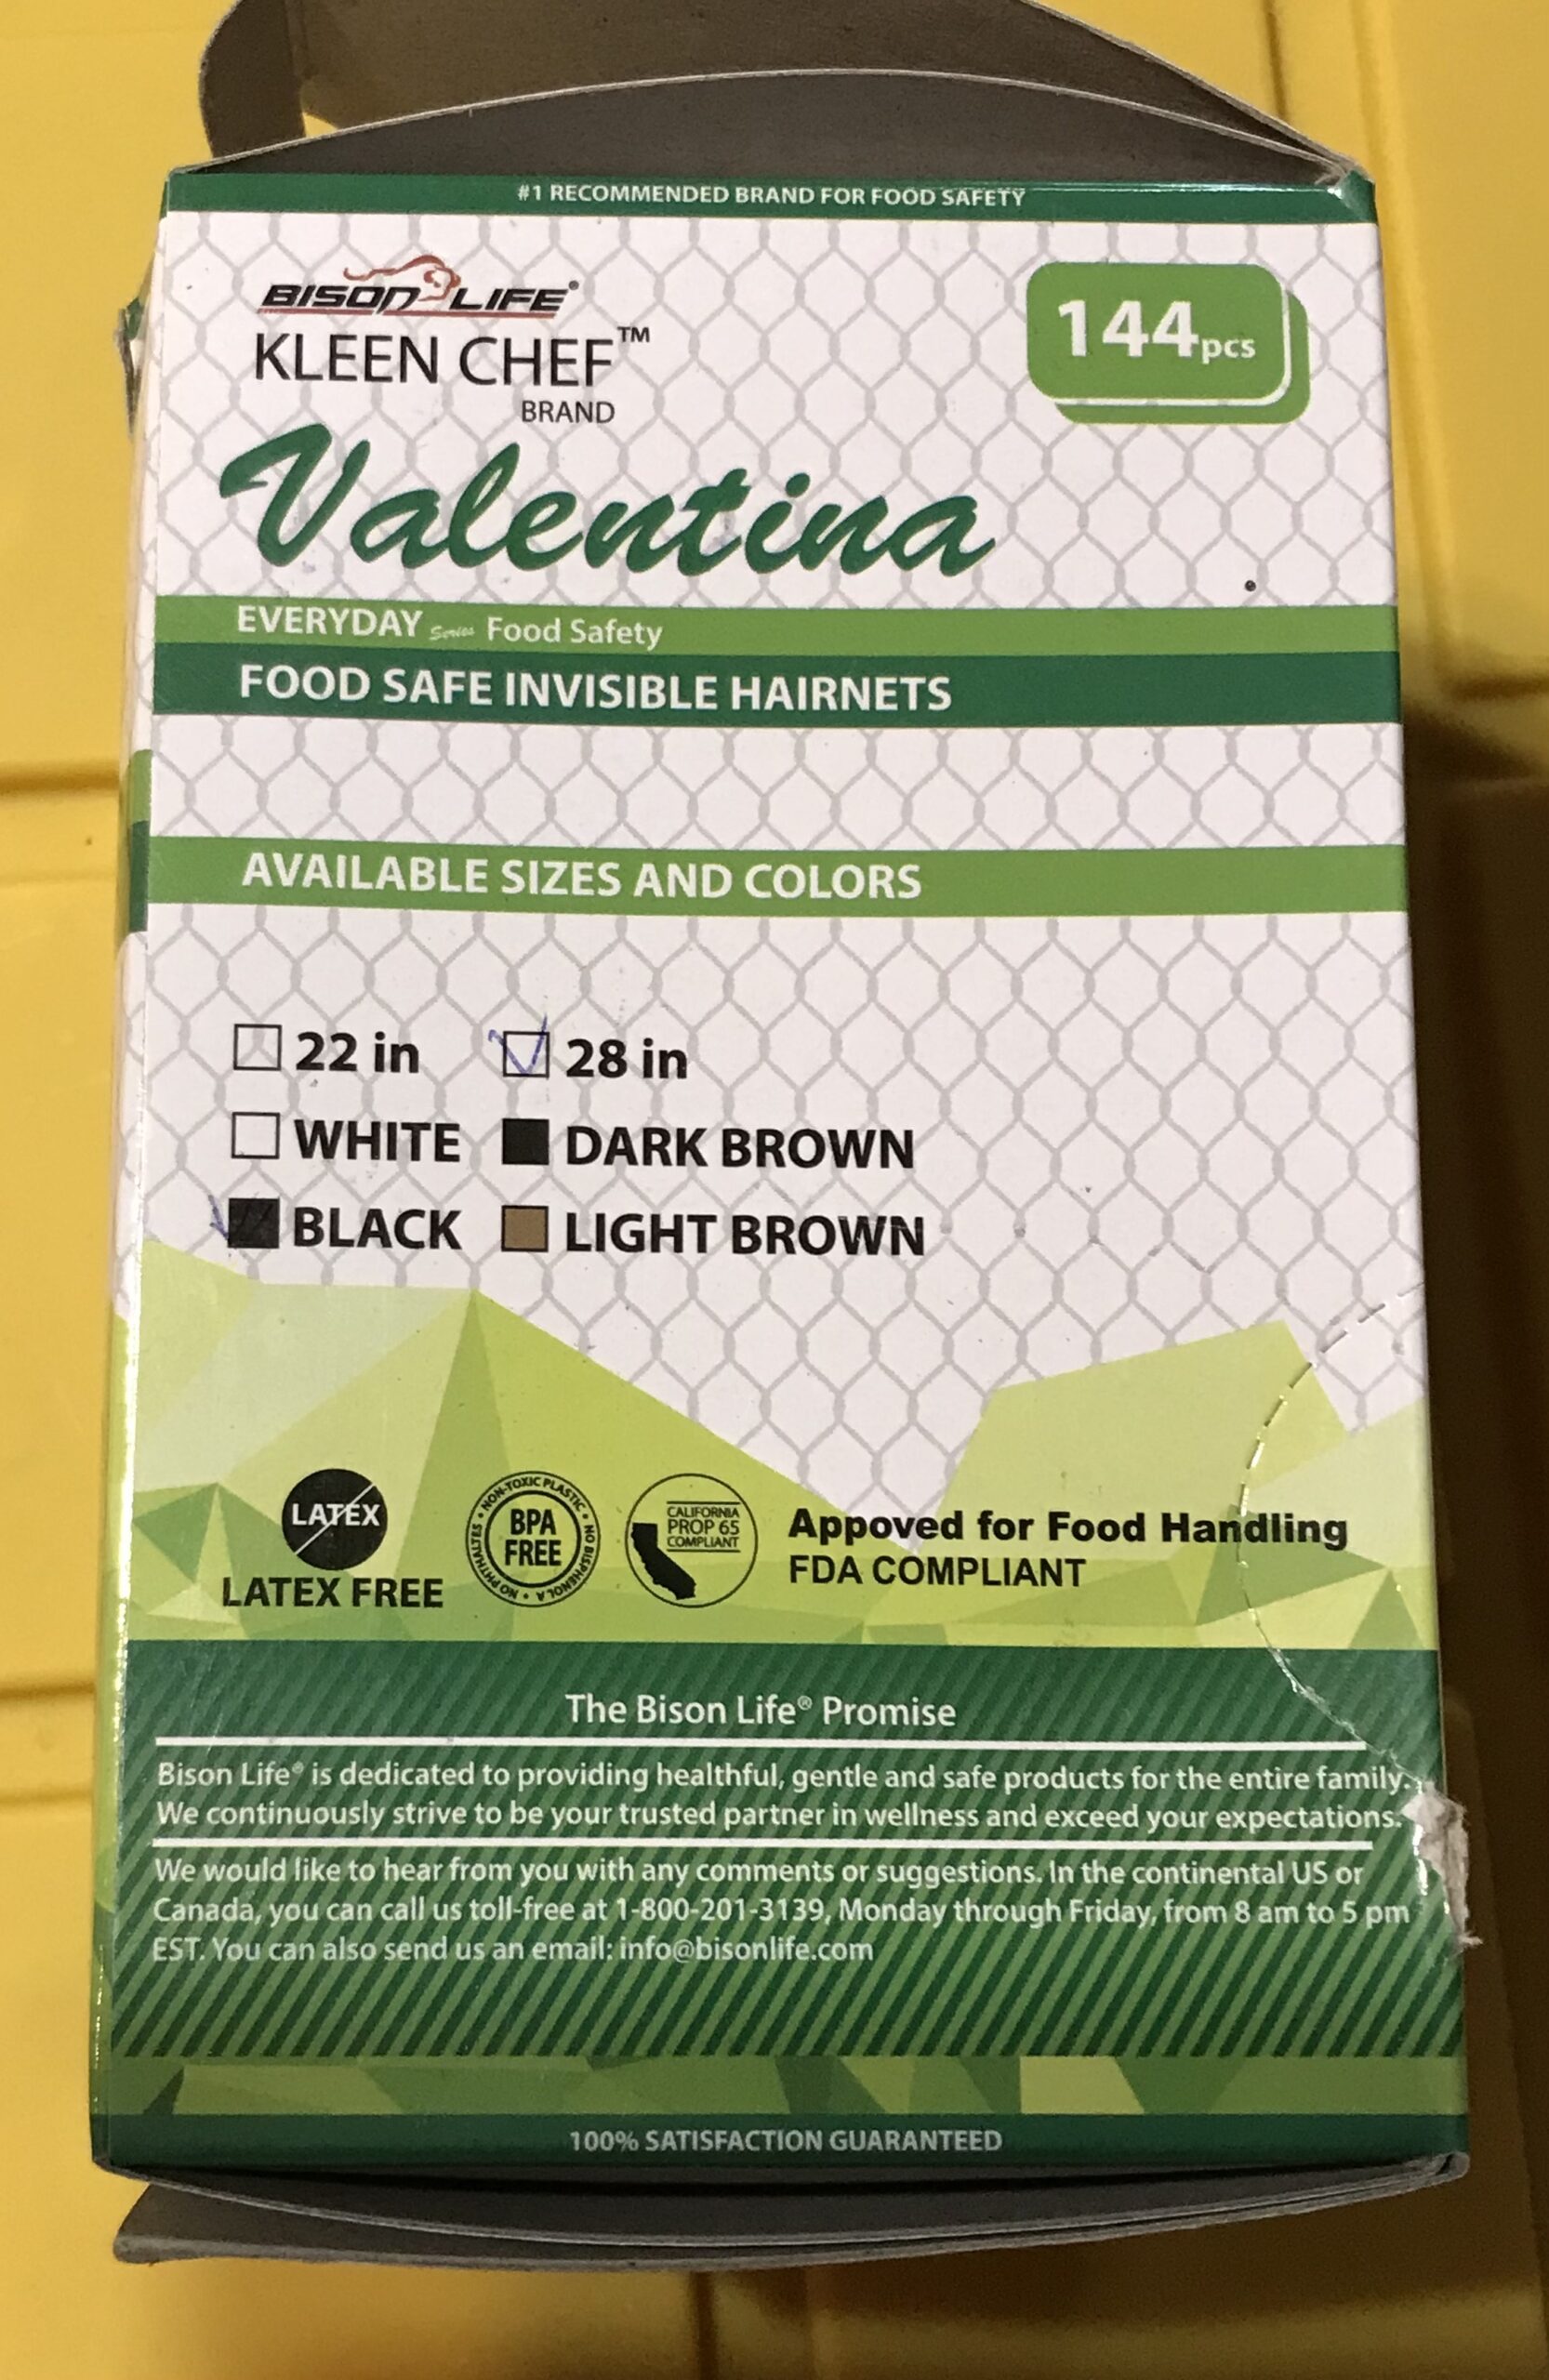 #1 RECOMMENDED BRAND FOR FOOD SAFETY
BISON LIFE®
KLEEN CHEF™
BRAND
144pcs
Valentina
EVERYDAY Series Food Safety
FOOD SAFE INVISIBLE HAIRNETS
AVAILABLE SIZES AND COLORS
22 in 28 in
WHITE DARK BROWN
BLACK LIGHT BROWN
LATEX
LATEX FREE
NON-TOXIC PLASTIC • NO BISPHENOL A • NO PHTHALTES •
BPA
FREE
CALIFORNIA
PROP 65
COMPLIANT
Appoved for Food Handling
FDA COMPLIANT
The Bison Life® Promise
Bison Life® is dedicated to providing healthful, gentle and safe products for the entire family.
We continuously strive to be your trusted partner in wellness and exceed your expectations.
We would like to hear from you with any comments or suggestions. In the continental US or
Canada, you can call us toll-free at 1-800-201-3139, Monday through Friday, from 8 am to 5 pm
EST. You can also send us an email: info@bisonlife.com
100% SATISFACTION GUARANTEED